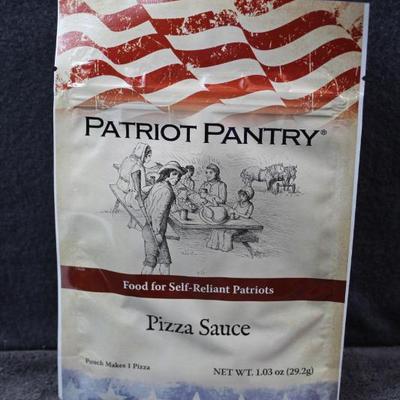 PATRIOT PANTRY®
Food for Self-Reliant Patriots
Pizza Sauce
Pouch Makes 1 Pizza
NET WT. 1.03 oz (29.2g)